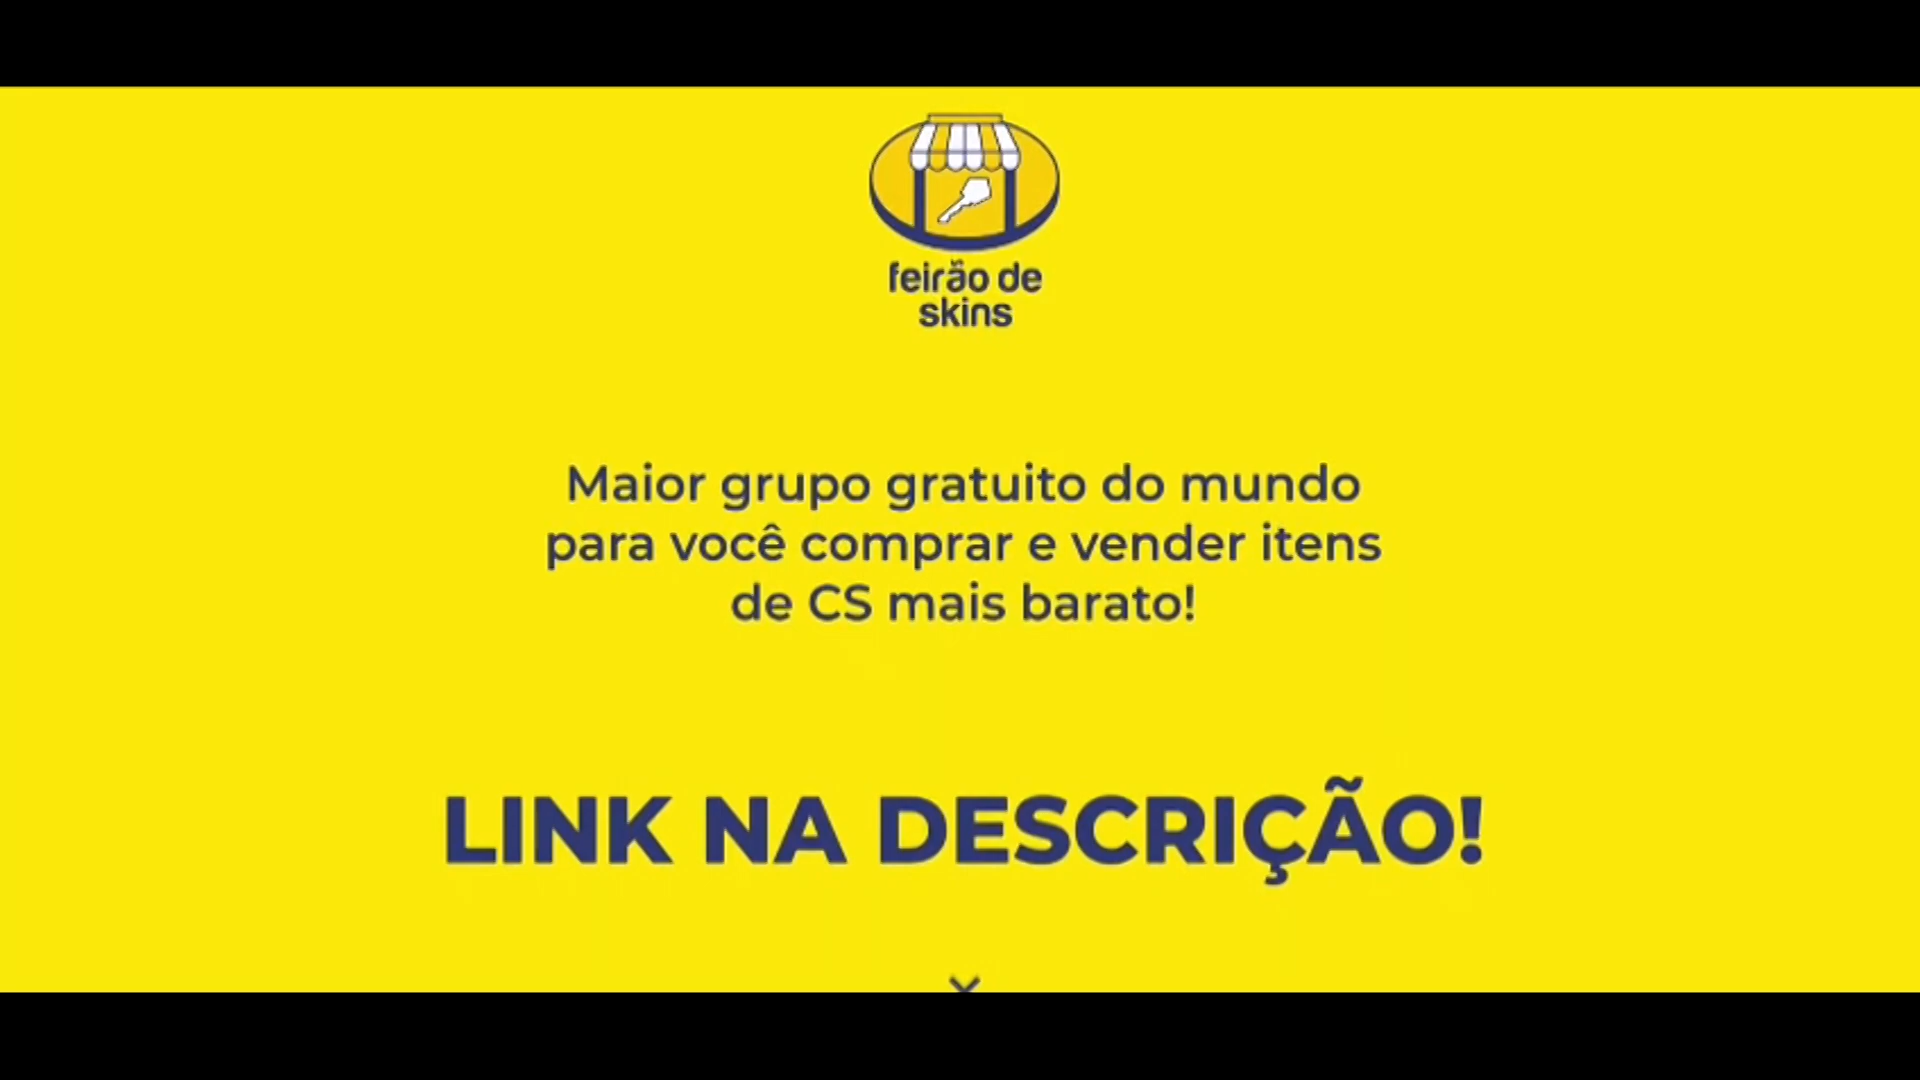 feirão de
skins
Maior grupo gratuito do mundo
para você comprar e vender itens
de CS mais barato!
LINK NA DESCRIÇÃO!